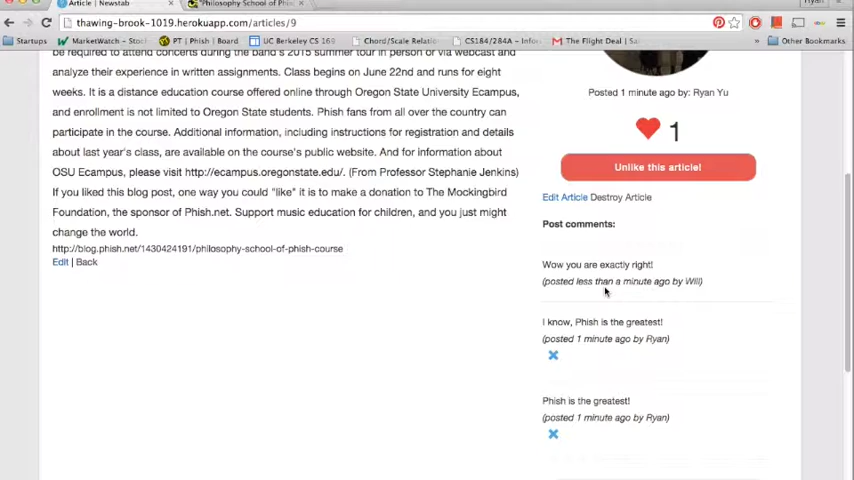 Article | Newstab
"Philosophy School of Phis
Ryan
thawing-brook-1019.herokuapp.com/articles/9
Startups
MarketWatch - Stock
PT | Phish | Board
UC Berkeley CS 169
Chord/Scale Relatio
CS184/284A - Infor
The Flight Deal | Sa
»
Other Bookmarks
be required to attend concerts during the band's 2015 summer tour in person or via webcast and
analyze their experience in written assignments. Class begins on June 22nd and runs for eight
weeks. It is a distance education course offered online through Oregon State University Ecampus,
and enrollment is not limited to Oregon State students. Phish fans from all over the country can
participate in the course. Additional information, including instructions for registration and details
about last year's class, are available on the course's public website. And for information about
OSU Ecampus, please visit http://ecampus.oregonstate.edu/. (From Professor Stephanie Jenkins)
If you liked this blog post, one way you could "like" it is to make a donation to The Mockingbird
Foundation, the sponsor of Phish.net. Support music education for children, and you just might
change the world.
http://blog.phish.net/1430424191/philosophy-school-of-phish-course
Edit | Back
Posted 1 minute ago by: Ryan Yu
1
Unlike this article!
Edit Article Destroy Article
Post comments:
Wow you are exactly right!
(posted less than a minute ago by Will)
I know, Phish is the greatest!
(posted 1 minute ago by Ryan)
Phish is the greatest!
(posted 1 minute ago by Ryan)